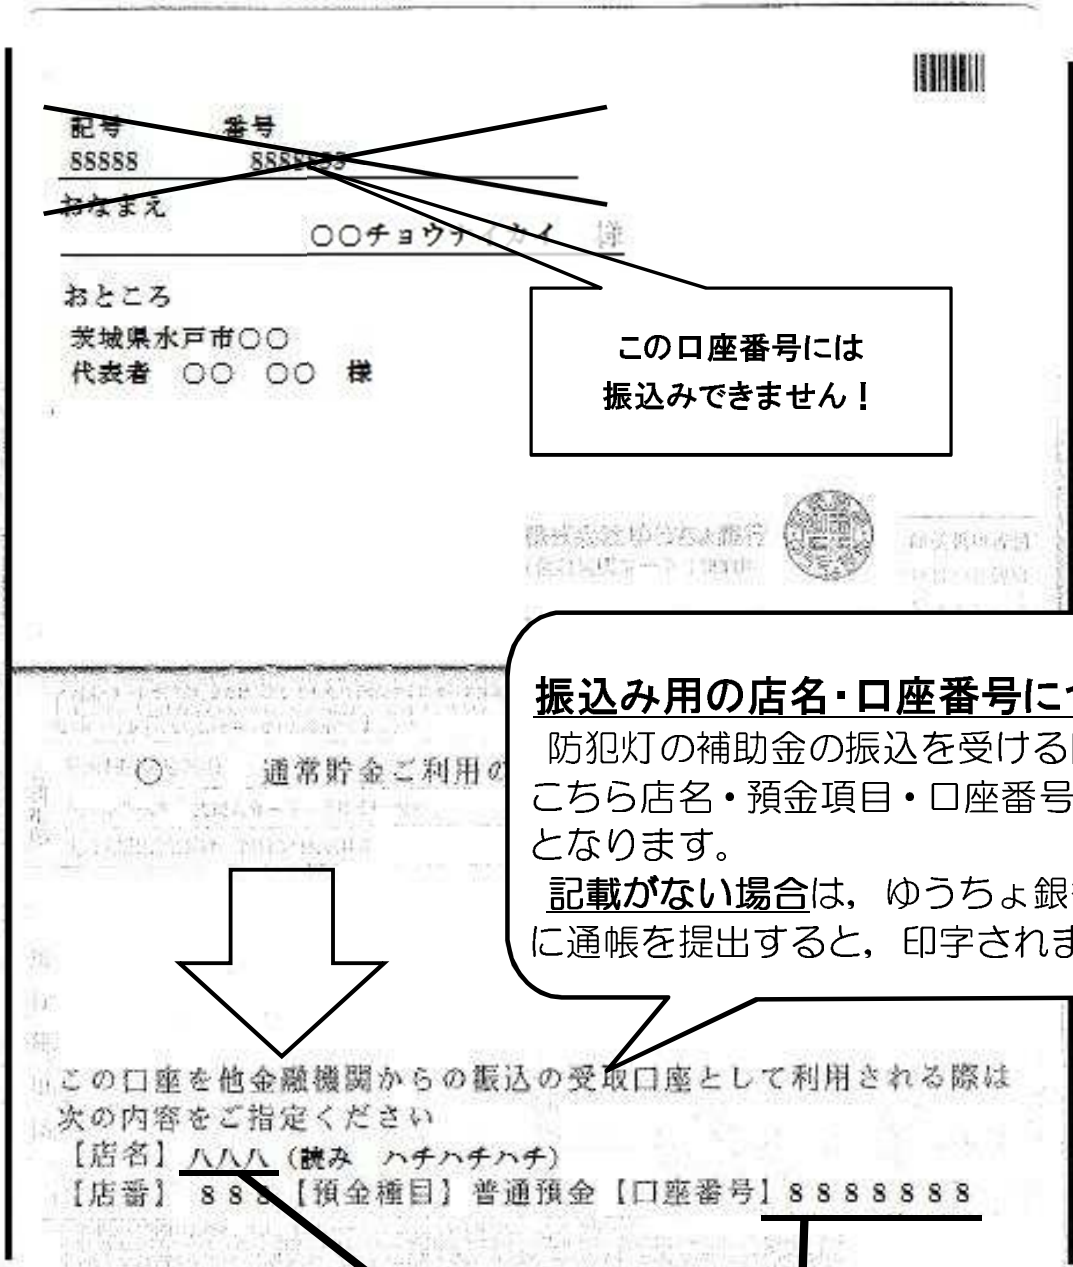 記号 番号
88888 8888888
おなまえ
〇〇チョウナイカイ 様
おところ
茨城県水戸市〇〇
代表者 〇〇 〇〇 様
この口座番号には
振込みできません!
振込み用の店名・口座番号に
防犯灯の補助金の振込を受ける
こちら店名・預金項目・口座番号
となります。
記載がない場合は，ゆうちょ銀
に通帳を提出すると，印字されま
通常貯金ご利用の
この口座を他金融機関からの振込の受取口座として利用される際は
次の内容をご指定ください
【店名】八八八（読み ハチハチハチ）
【店番】 888 【預金種目】普通預金【口座番号】8888888